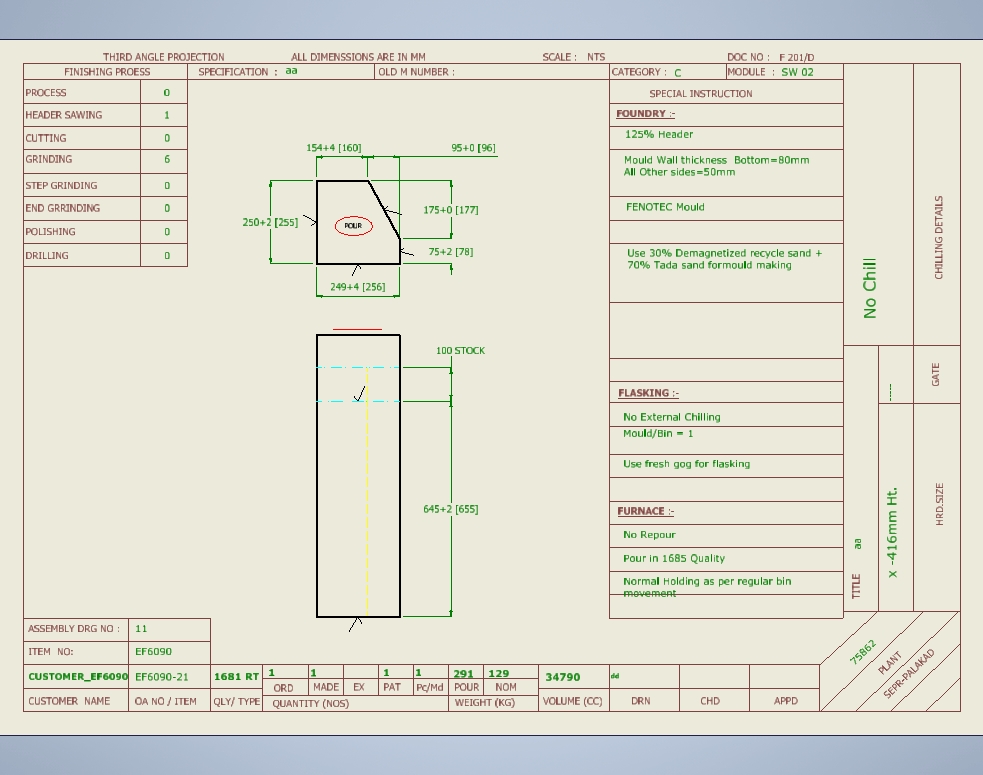 THIRD ANGLE PROJECTION ALL DIMENSSIONS ARE IN MM SCALE : NTS DOC NO : F 201/D
FINISHING PROESS SPECIFICATION : aa OLD M NUMBER : CATEGORY : C MODULE : SW 02
PROCESS 0
HEADER SAWING 1
CUTTING 0
GRINDING 6
STEP GRINDING 0
END GRRINDING 0
POLISHING 0
DRILLING 0
154+4 [160] 95+0 [96]
250+2 [255] POUR 175+0 [177]
75+2 [78]
249+4 [256]
100 STOCK
645+2 [655]
SPECIAL INSTRUCTION
FOUNDRY :-
125% Header
Mould Wall thickness Bottom=80mm
All Other sides=50mm
FENOTEC Mould
Use 30% Demagnetized recycle sand +
70% Tada sand formould making
FLASKING :-
No External Chilling
Mould/Bin = 1
Use fresh gog for flasking
FURNACE :-
No Repour
Pour in 1685 Quality
Normal Holding as per regular bin
movement
No Chill
CHILLING DETAILS
GATE
-----
HRD.SIZE
x -416mm Ht.
TITLE aa
75862
PLANT
SEPR-PALAKAD
ASSEMBLY DRG NO : 11
ITEM NO: EF6090
CUSTOMER_EF6090 EF6090-21 1681 RT 1 1 1 1 291 129 34790 dd
ORD MADE EX PAT Pc/Md POUR NOM
CUSTOMER NAME OA NO / ITEM QLY/ TYPE QUANTITY (NOS) WEIGHT (KG) VOLUME (CC) DRN CHD APPD